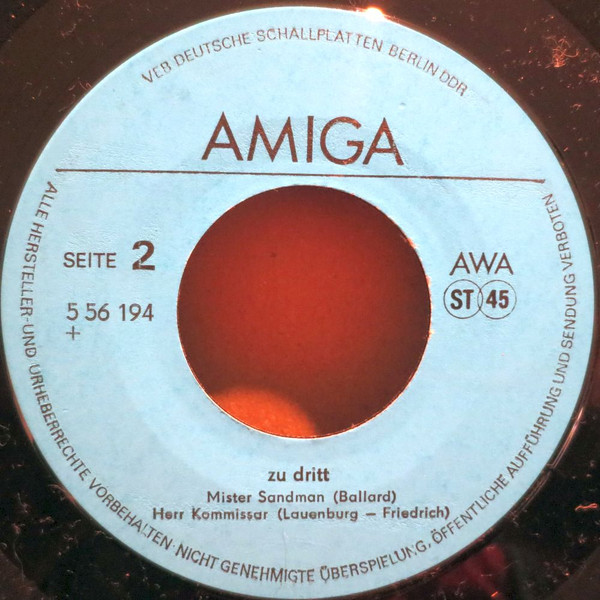 VEB DEUTSCHE SCHALLPLATTEN BERLIN DDR
AMIGA
SEITE 2
5 56 194
+
AWA
ST 45
zu dritt
Mister Sandman (Ballard)
Herr Kommissar (Lauenburg – Friedrich)
ALLE HERSTELLER- UND URHEBERRECHTE VORBEHALTEN · NICHT GENEHMIGTE ÜBERSPIELUNG, ÖFFENTLICHE AUFFÜHRUNG UND SENDUNG VERBOTEN